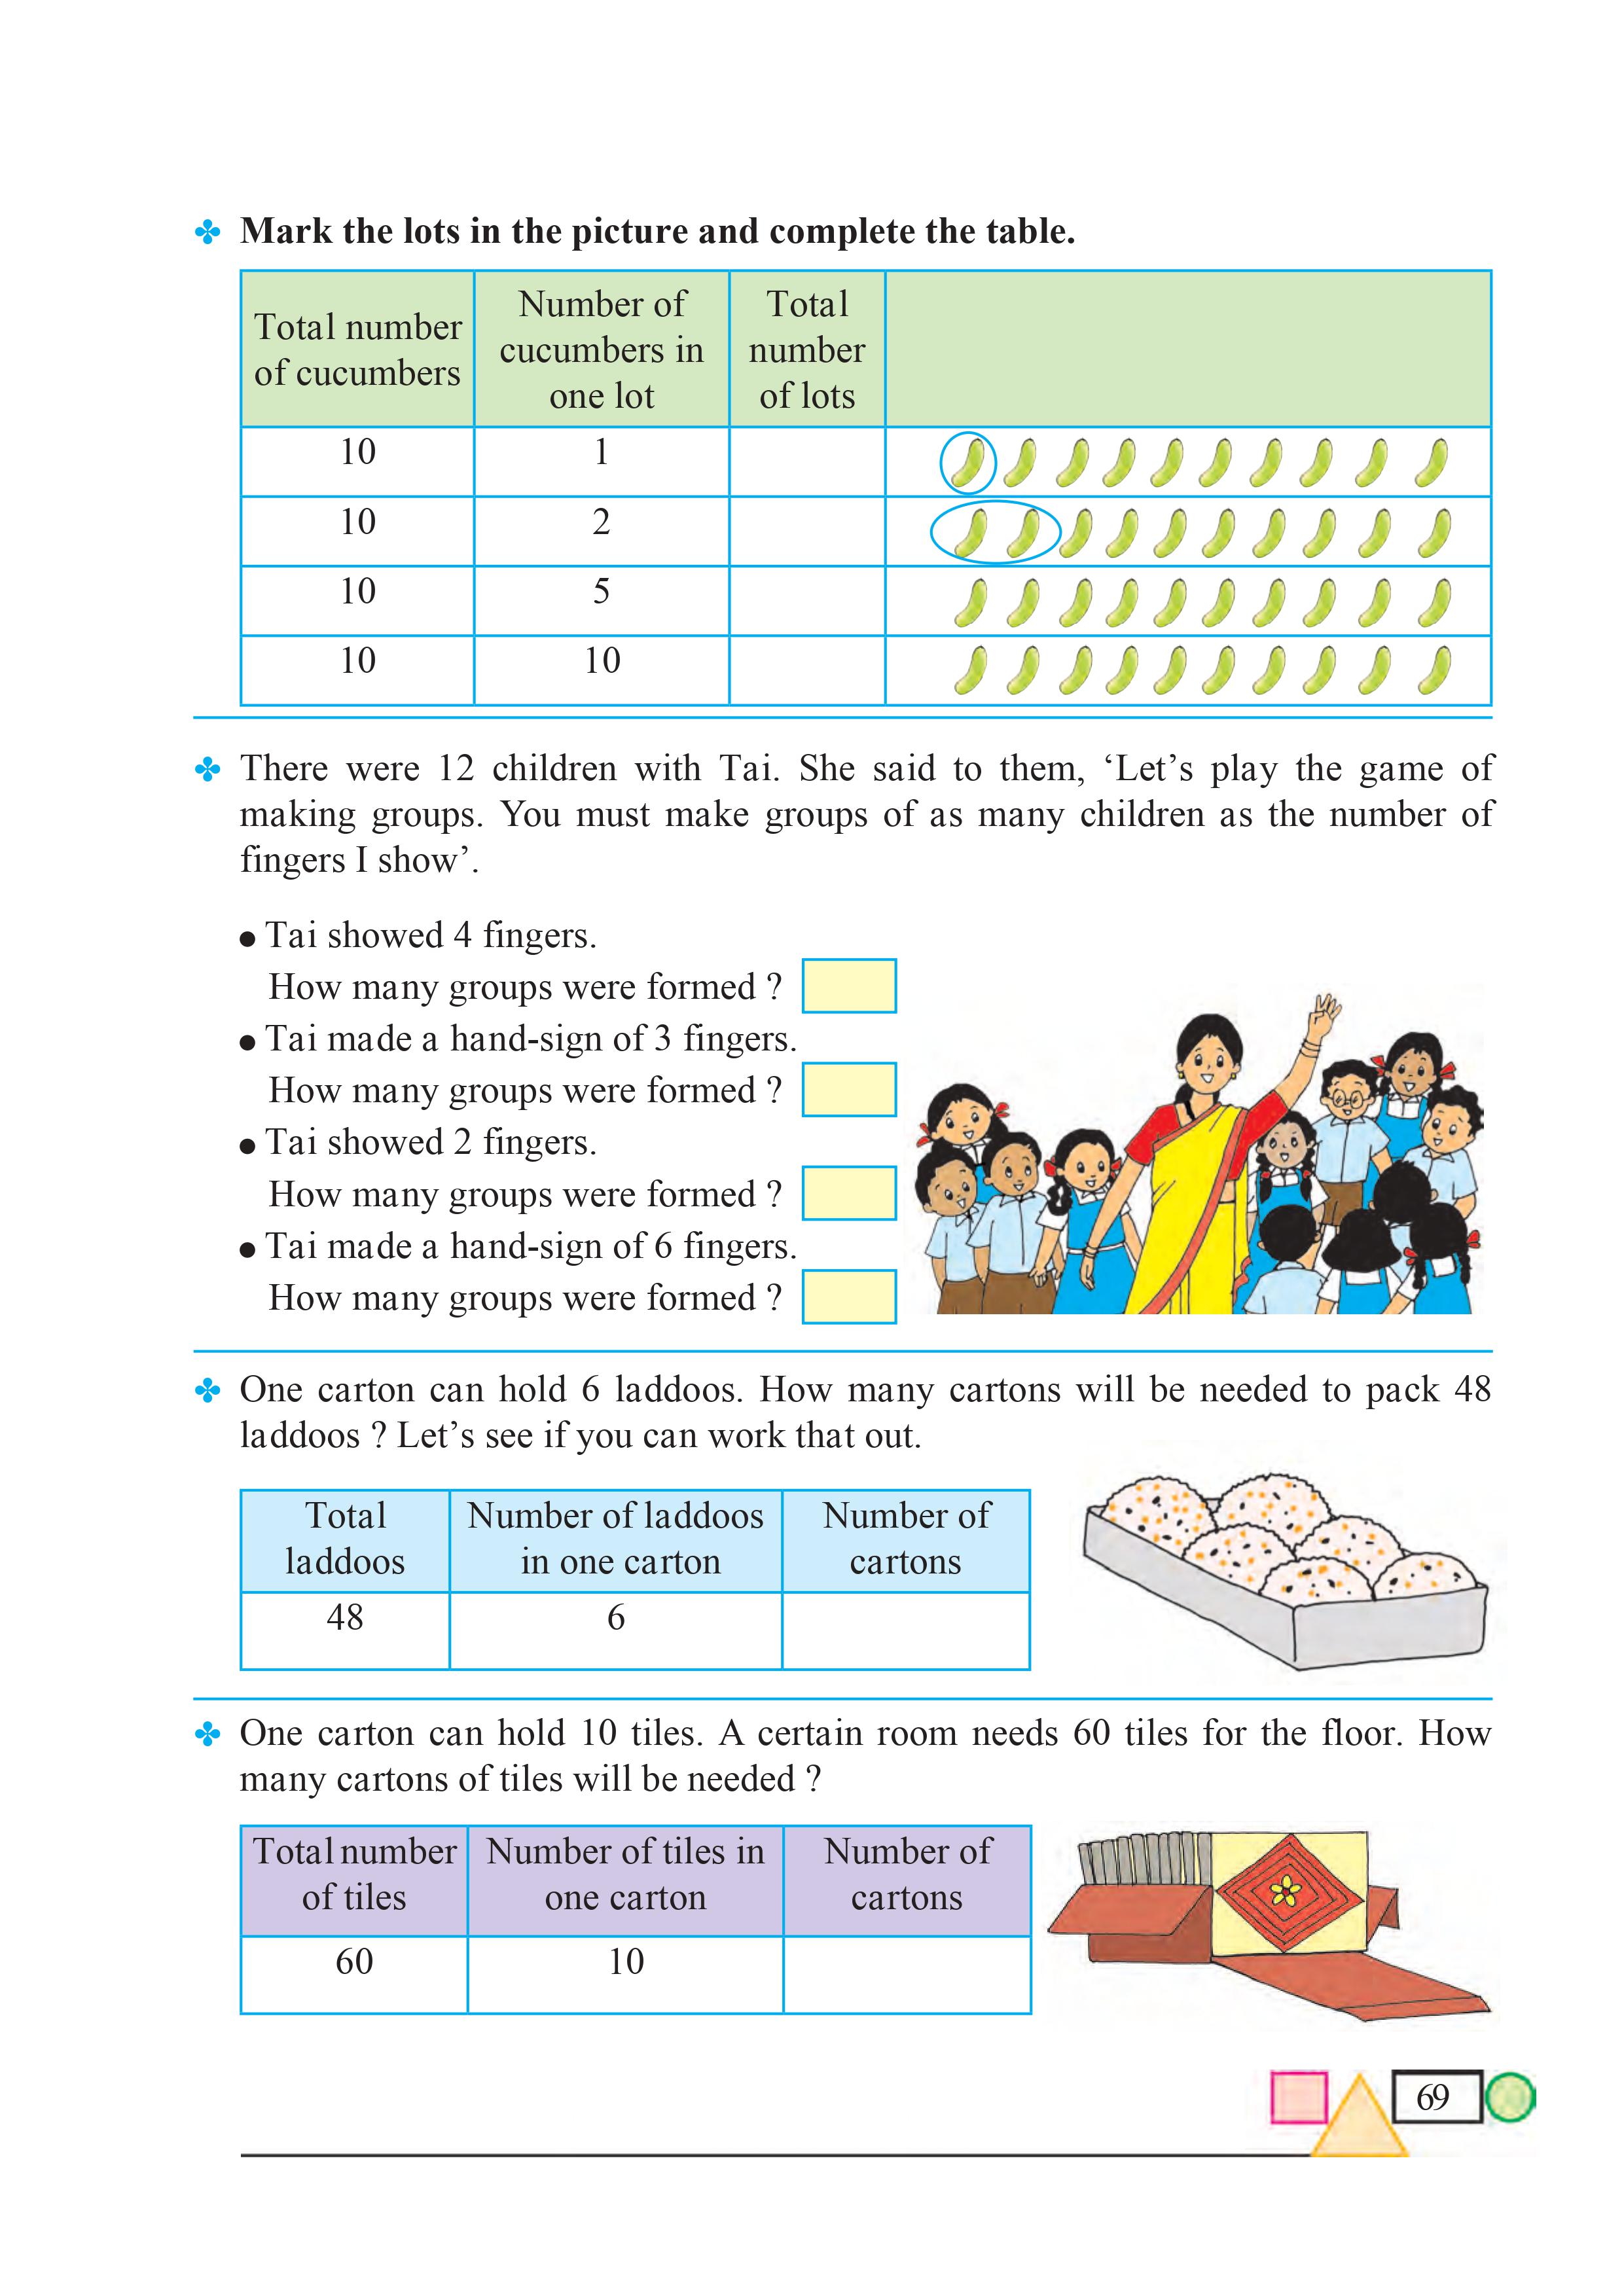 Mark the lots in the picture and complete the table.
Total number of cucumbers | Number of cucumbers in one lot | Total number of lots
10 | 1
10 | 2
10 | 5
10 | 10
There were 12 children with Tai. She said to them, ‘Let’s play the game of
making groups. You must make groups of as many children as the number of
fingers I show’.
● Tai showed 4 fingers.
How many groups were formed ?
● Tai made a hand-sign of 3 fingers.
How many groups were formed ?
● Tai showed 2 fingers.
How many groups were formed ?
● Tai made a hand-sign of 6 fingers.
How many groups were formed ?
One carton can hold 6 laddoos. How many cartons will be needed to pack 48
laddoos ? Let’s see if you can work that out.
Total laddoos | Number of laddoos in one carton | Number of cartons
48 | 6
One carton can hold 10 tiles. A certain room needs 60 tiles for the floor. How
many cartons of tiles will be needed ?
Total number of tiles | Number of tiles in one carton | Number of cartons
60 | 10
69